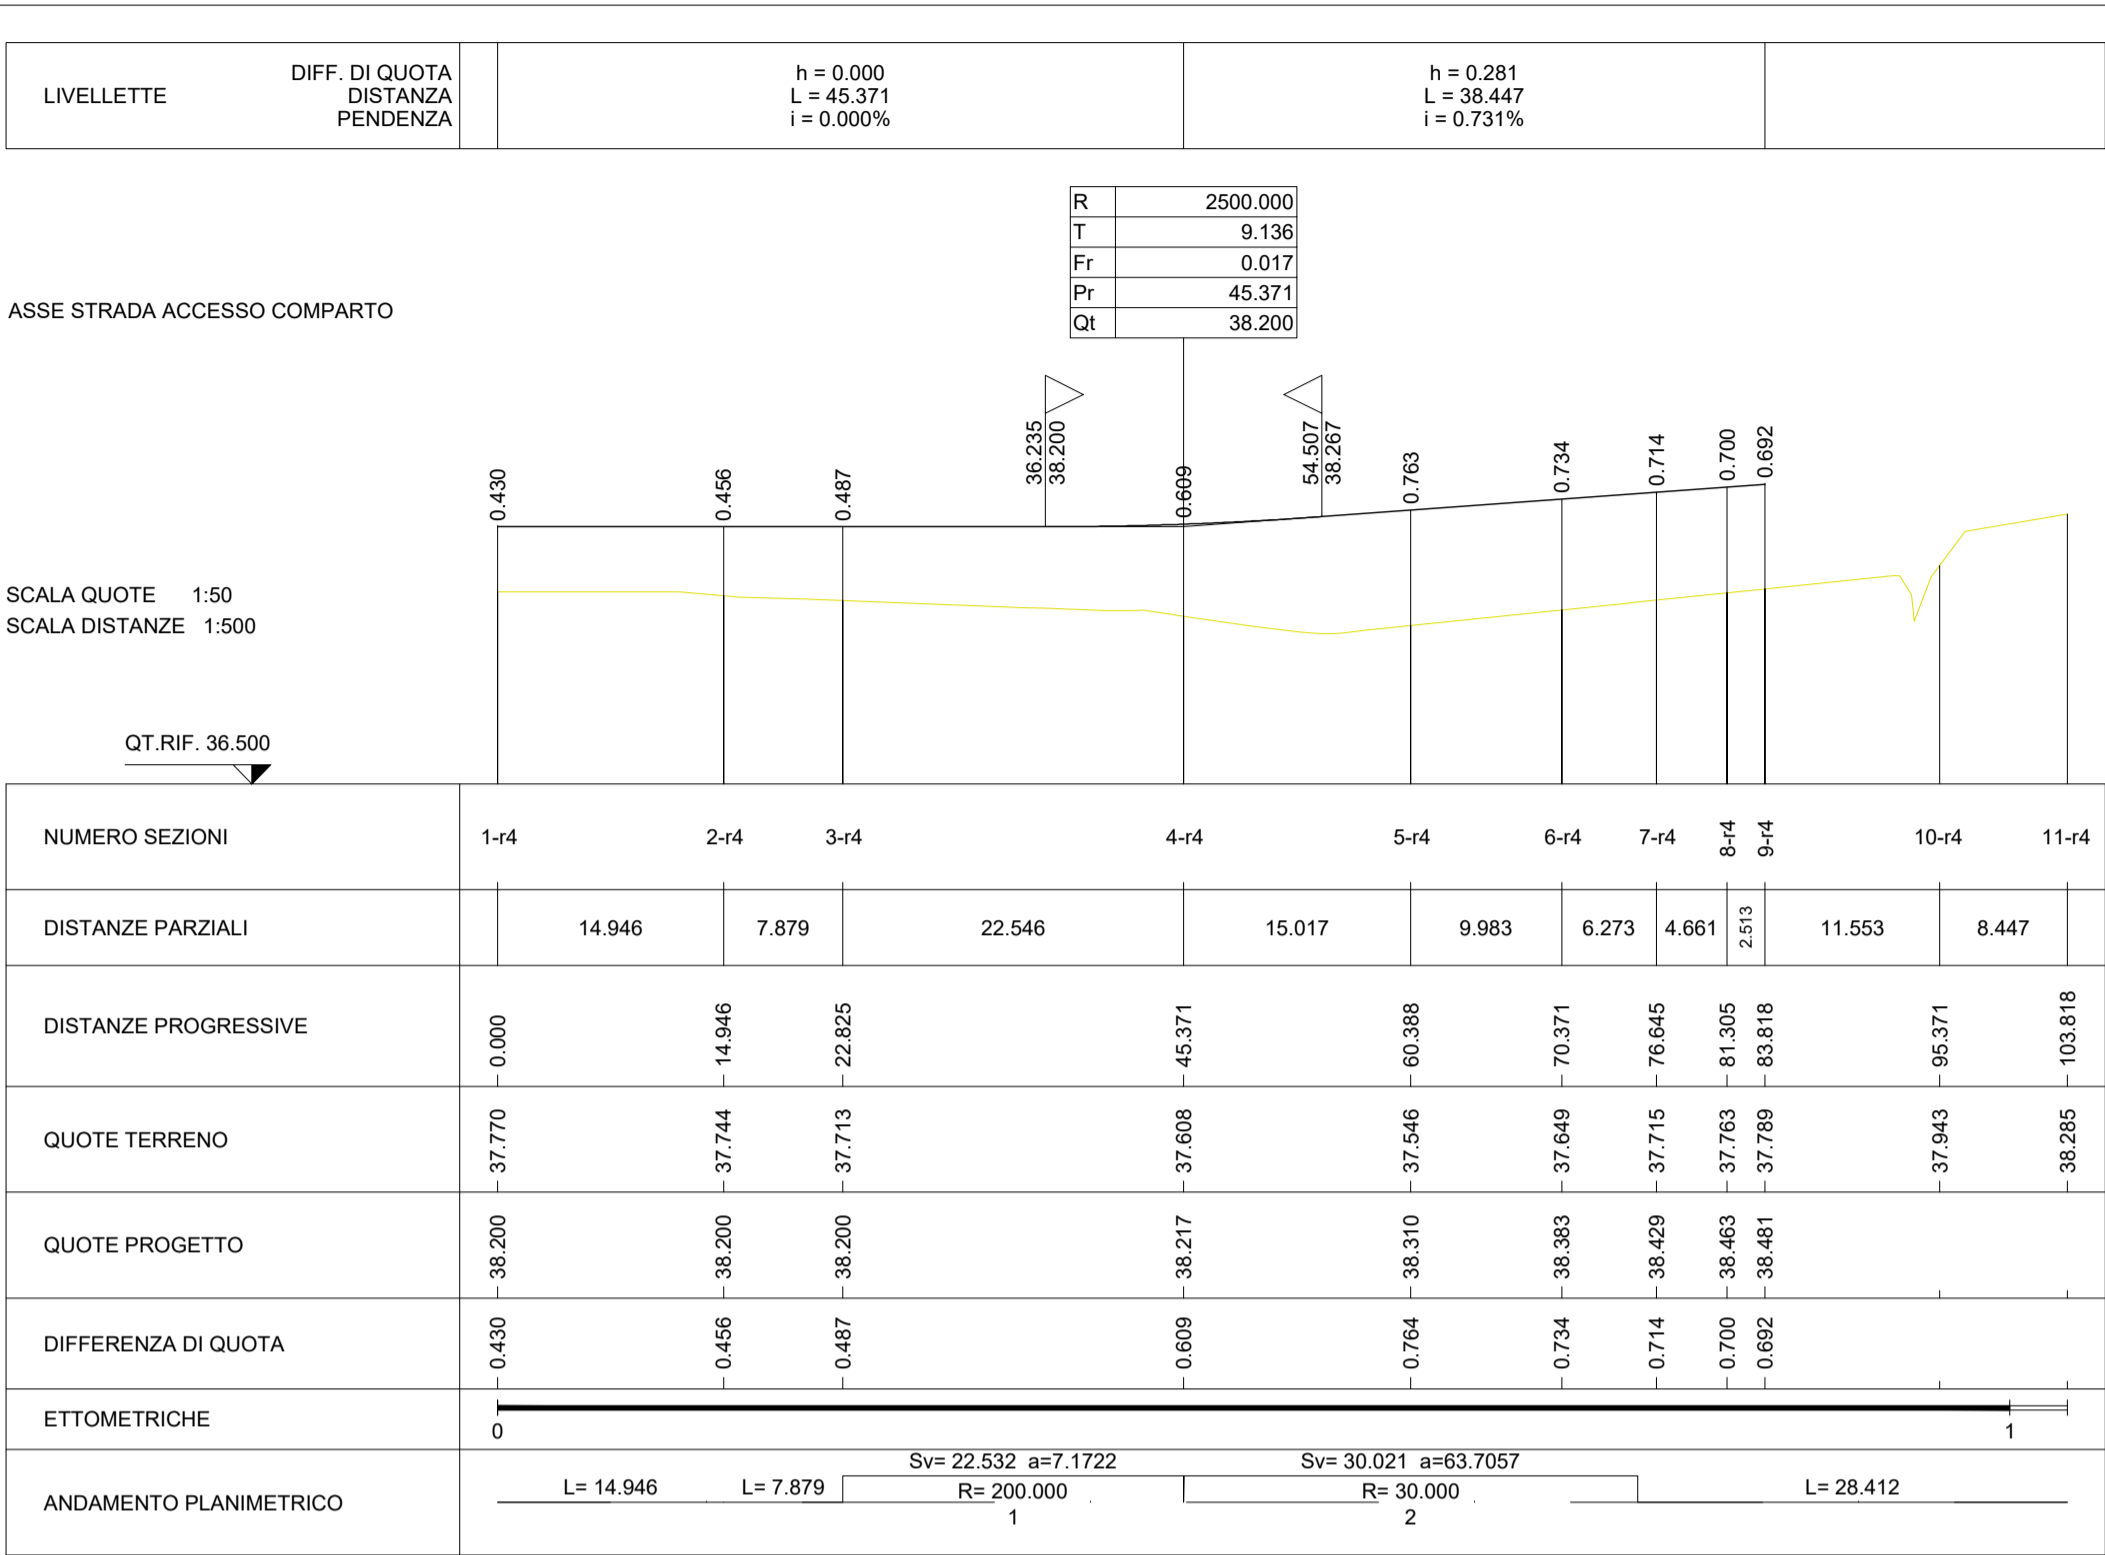 LIVELLETTE
DIFF. DI QUOTA
DISTANZA
PENDENZA
h = 0.000
L = 45.371
i = 0.000%
h = 0.281
L = 38.447
i = 0.731%
R 2500.000
T 9.136
Fr 0.017
Pr 45.371
Qt 38.200
ASSE STRADA ACCESSO COMPARTO
36.235
38.200
54.507
38.267
0.430 0.456 0.487 0.609 0.763 0.734 0.714 0.700 0.692
SCALA QUOTE 1:50
SCALA DISTANZE 1:500
QT.RIF. 36.500
NUMERO SEZIONI 1-r4 2-r4 3-r4 4-r4 5-r4 6-r4 7-r4 8-r4 9-r4 10-r4 11-r4
DISTANZE PARZIALI 14.946 7.879 22.546 15.017 9.983 6.273 4.661 2.513 11.553 8.447
DISTANZE PROGRESSIVE 0.000 14.946 22.825 45.371 60.388 70.371 76.645 81.305 83.818 95.371 103.818
QUOTE TERRENO 37.770 37.744 37.713 37.608 37.546 37.649 37.715 37.763 37.789 37.943 38.285
QUOTE PROGETTO 38.200 38.200 38.200 38.217 38.310 38.383 38.429 38.463 38.481
DIFFERENZA DI QUOTA 0.430 0.456 0.487 0.609 0.764 0.734 0.714 0.700 0.692
ETTOMETRICHE
0 1
ANDAMENTO PLANIMETRICO
Sv= 22.532 a=7.1722 Sv= 30.021 a=63.7057
L= 14.946 L= 7.879 R= 200.000 R= 30.000 L= 28.412
1 2